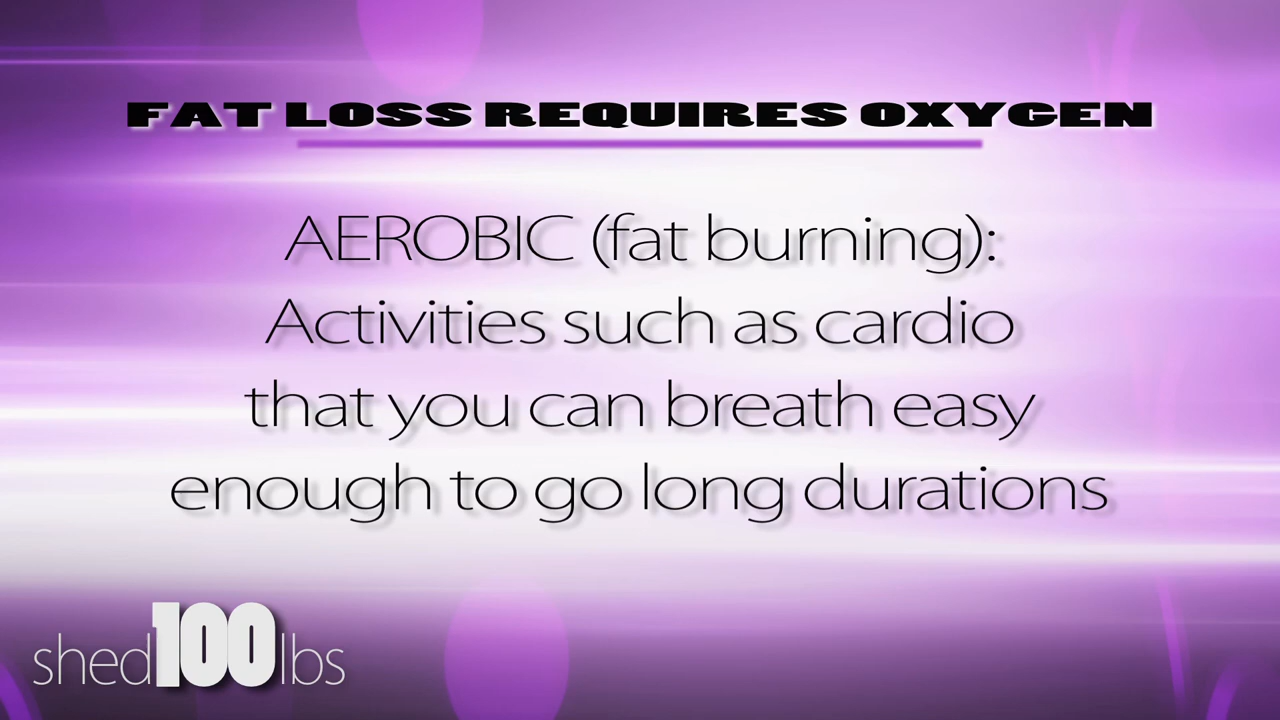 FAT LOSS REQUIRES OXYGEN
AEROBIC (fat burning):
Activities such as cardio
that you can breath easy
enough to go long durations
shed100lbs